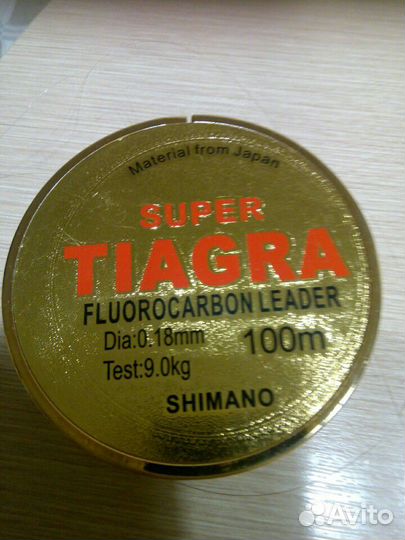 Material from Japan
SUPER
TIAGRA
FLUOROCARBON LEADER
Dia:0.18mm 100m
Test:9.0kg
SHIMANO
Avito